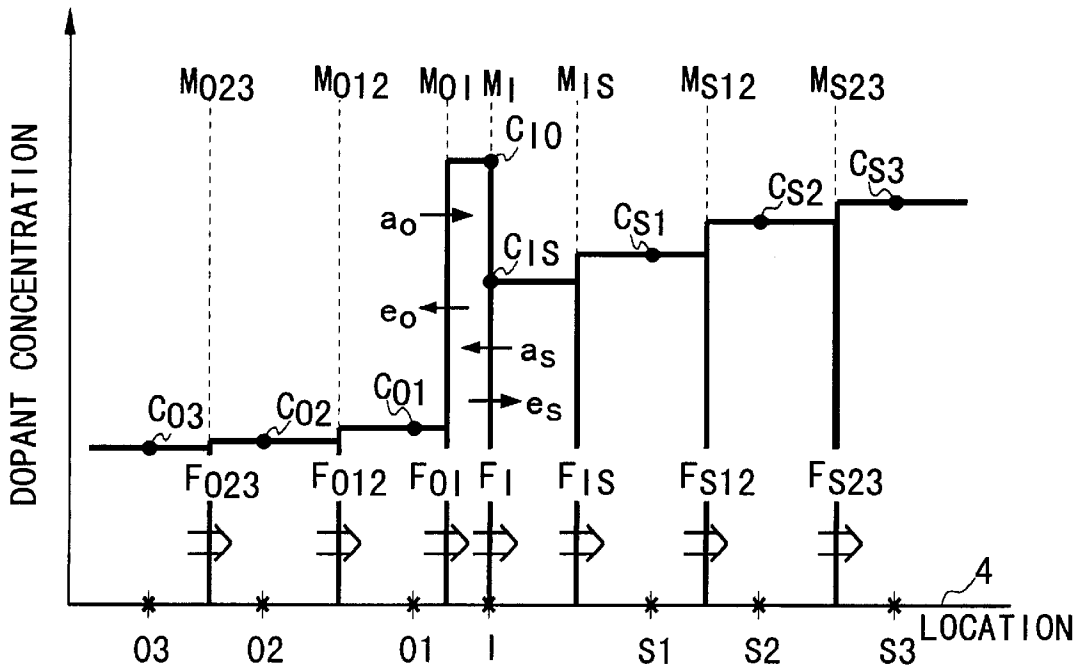 DOPANT CONCENTRATION
MO23 MO12 MOI MI MIS MS12 MS23
CIO
CS3
CS2
aO
CS1
CIS
eO
aS
CO1
eS
CO3
CO2
FO23 FO12 FOI FI FIS FS12 FS23
4
LOCATION
O3 O2 O1 I S1 S2 S3